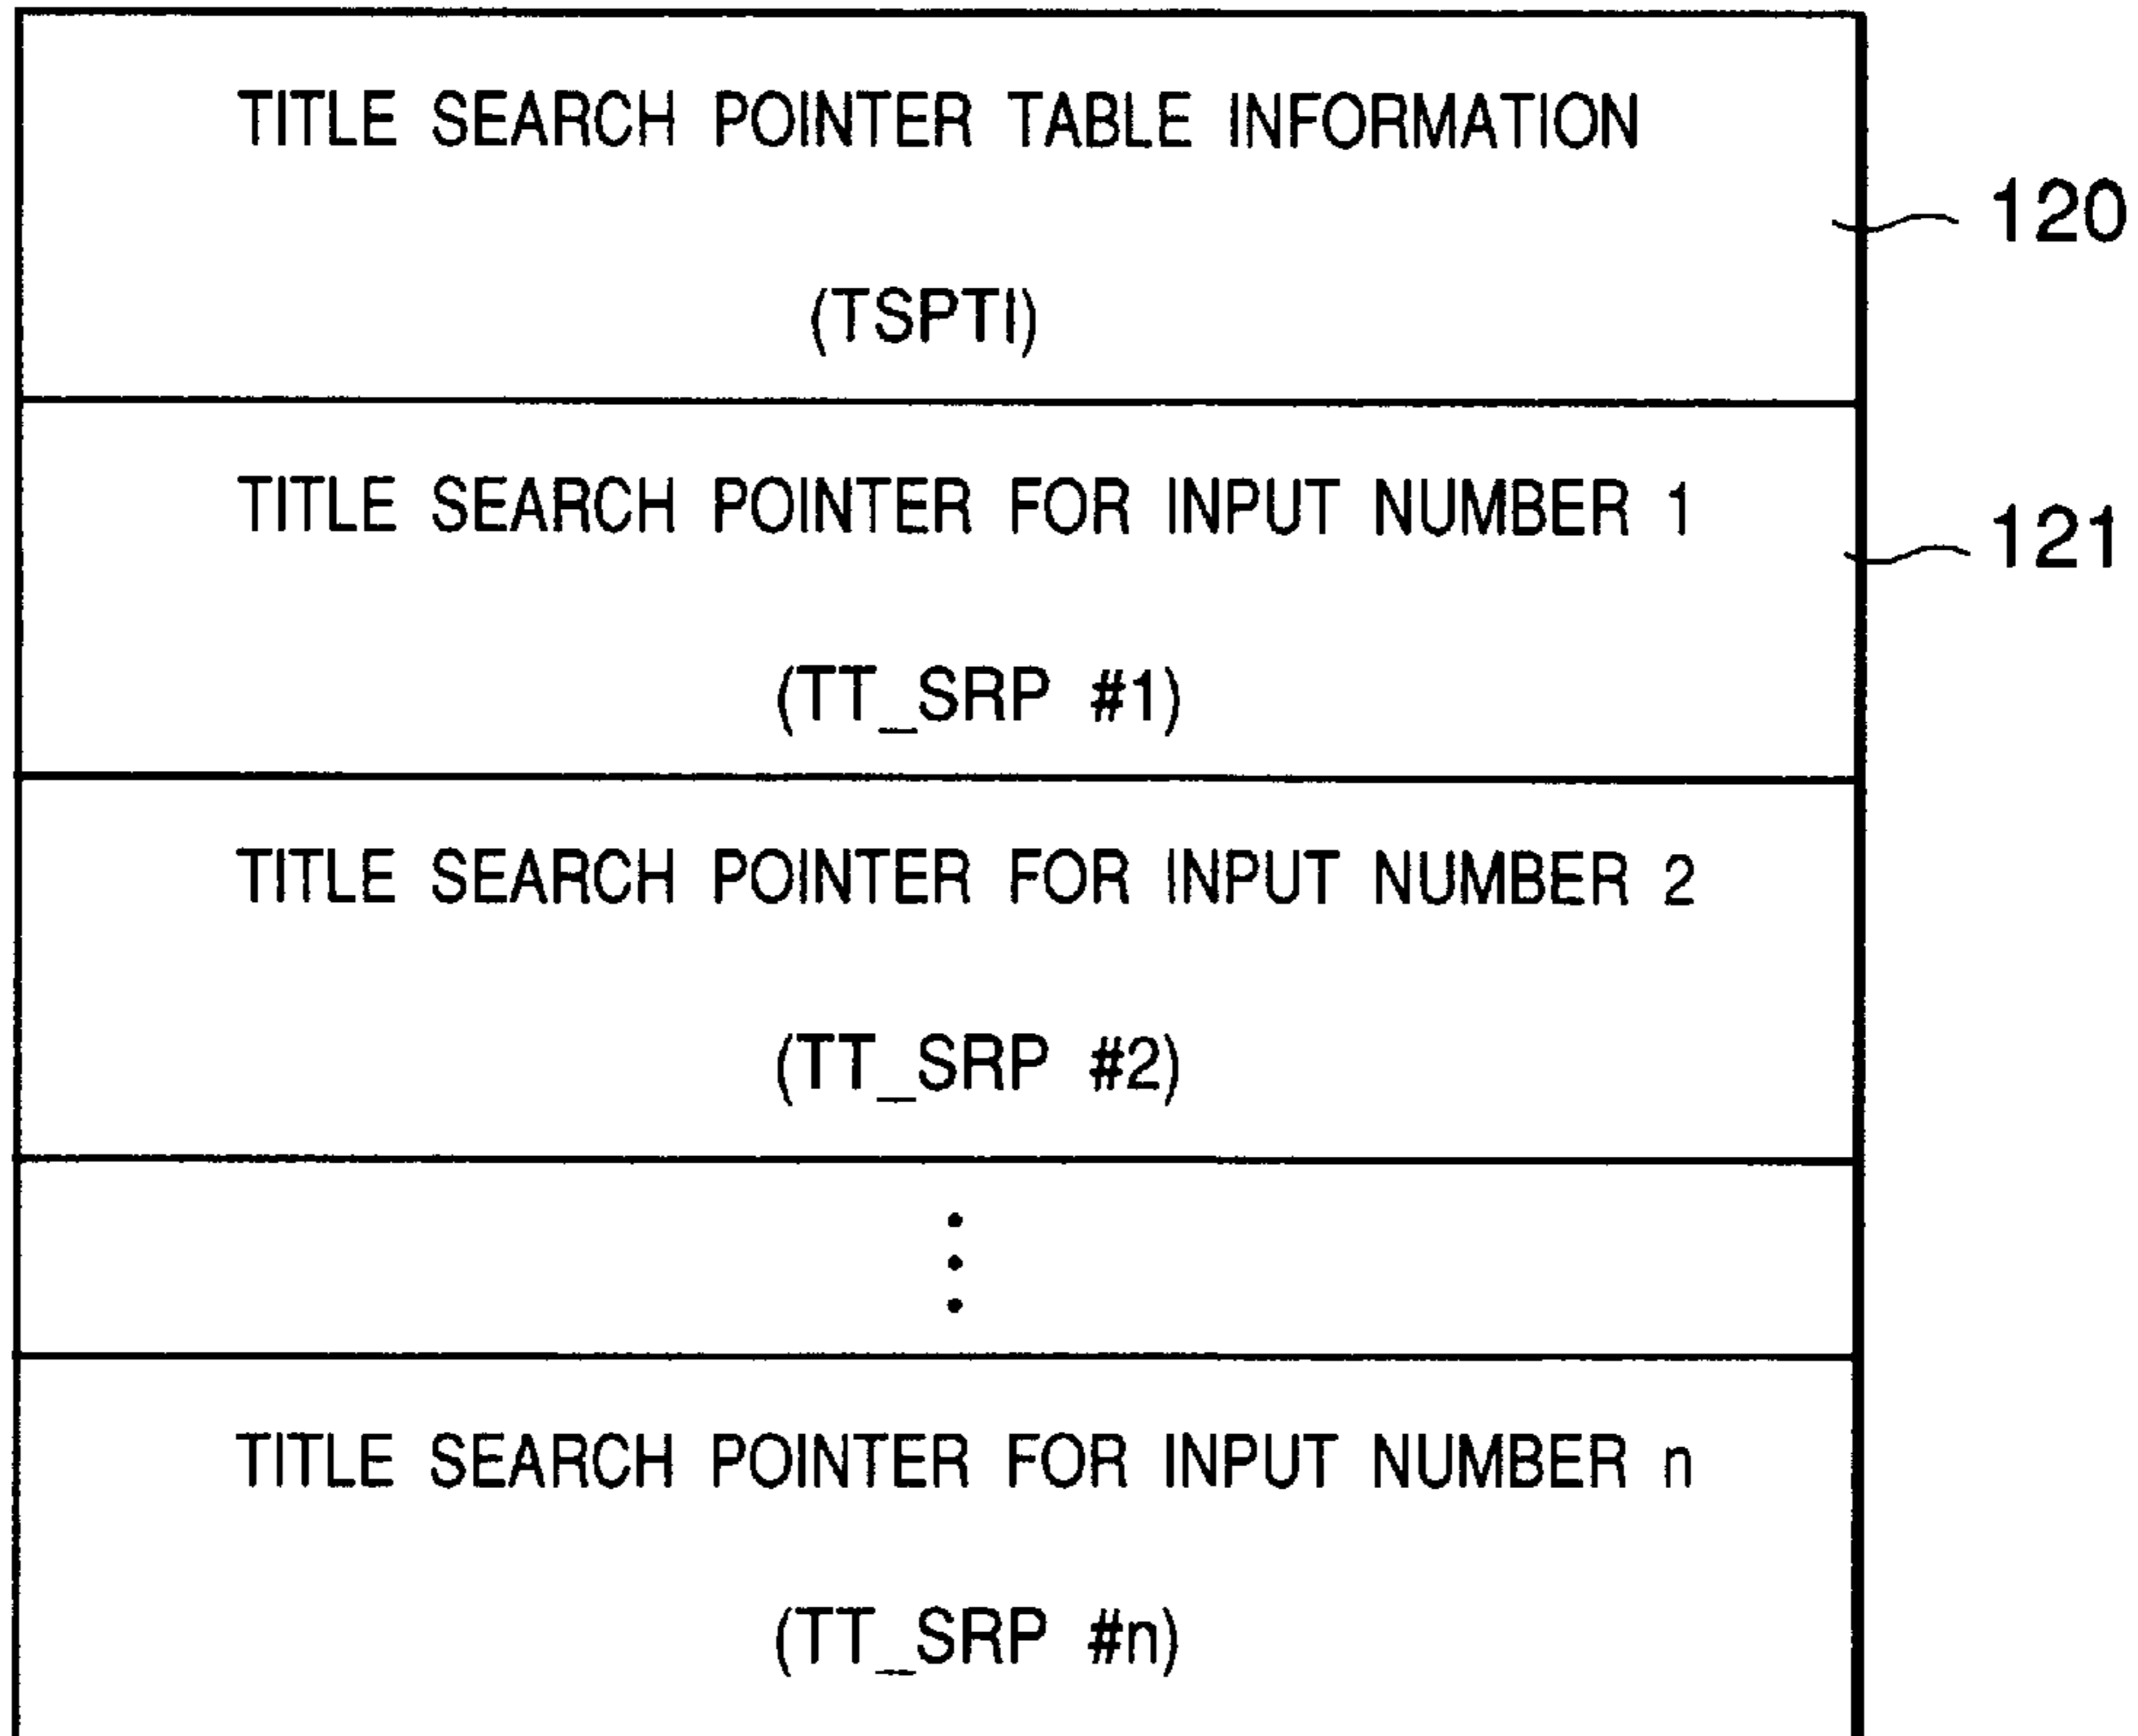 TITLE SEARCH POINTER TABLE INFORMATION
120
(TSPTI)
TITLE SEARCH POINTER FOR INPUT NUMBER 1
121
(TT_SRP #1)
TITLE SEARCH POINTER FOR INPUT NUMBER 2
(TT_SRP #2)
TITLE SEARCH POINTER FOR INPUT NUMBER n
(TT_SRP #n)